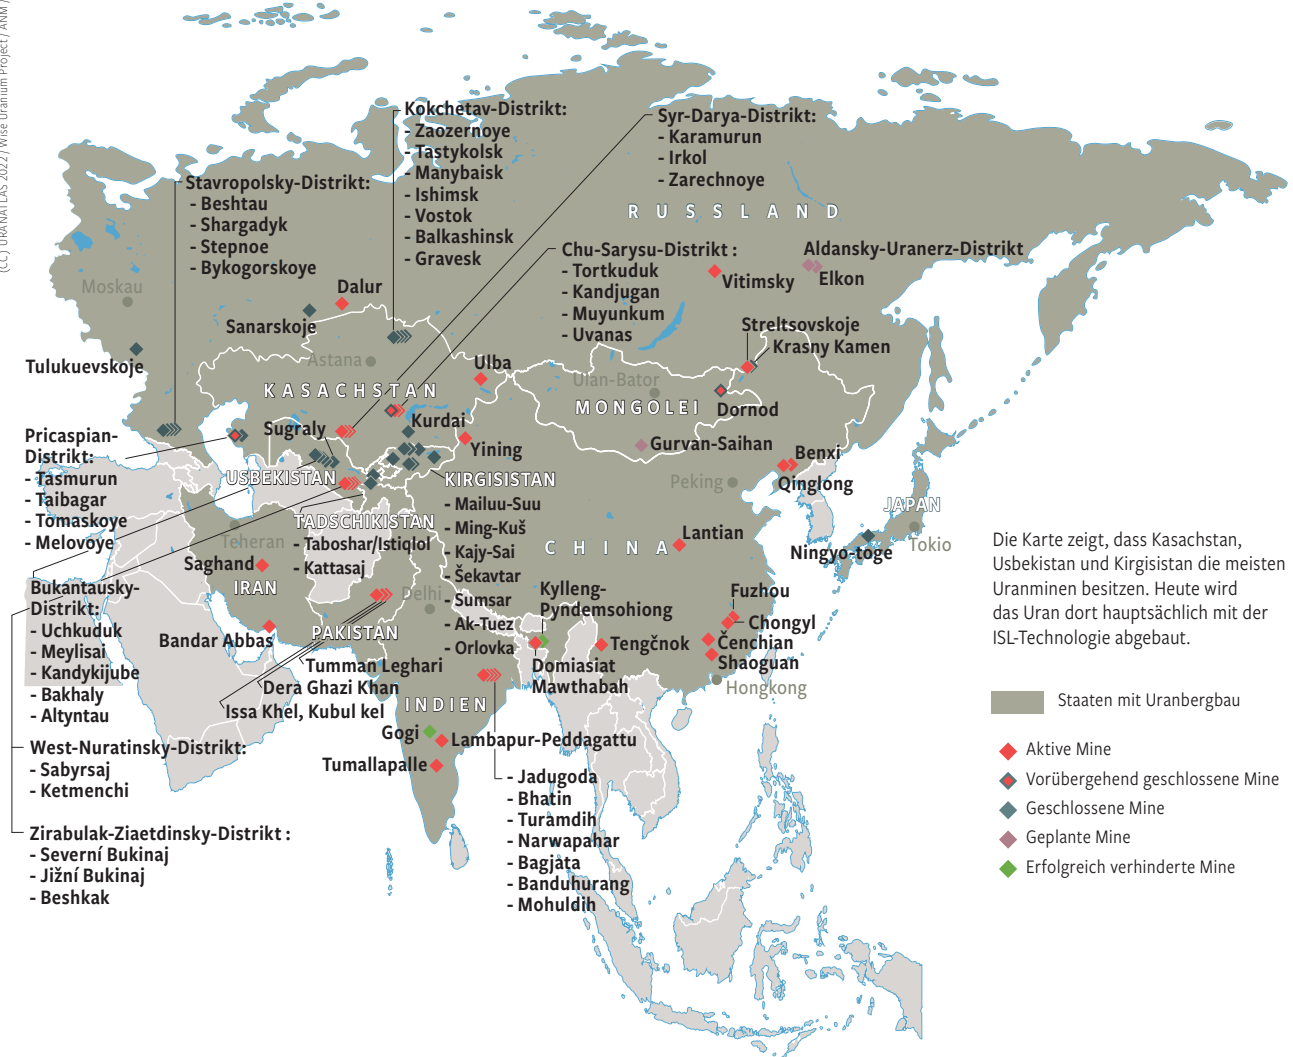 (CC) URANATLAS 2022 / Wise Uranium Project / ANM /
Kokchetav-Distrikt:
- Zaozernoye
- Tastykolsk
- Manybaisk
- Ishimsk
- Vostok
- Balkashinsk
- Gravesk
Syr-Darya-Distrikt:
- Karamurun
- Irkol
- Zarechnoye
Stavropolsky-Distrikt:
- Beshtau
- Shargadyk
- Stepnoe
- Bykogorskoye
RUSSLAND
Chu-Sarysu-Distrikt :
- Tortkuduk
- Kandjugan
- Muyunkum
- Uvanas
Aldansky-Uranerz-Distrikt
Elkon
Vitimsky
Moskau
Dalur
Sanarskoje
Streltsovskoje
Krasny Kamen
Tulukuevskoje
Astana
Ulba
Ulan-Bator
KASACHSTAN
MONGOLEI
Dornod
Kurdai
Sugraly
Yining
Gurvan-Saihan
Benxi
Qinglong
Pricaspian-
Distrikt:
- Tasmurun
- Taibagar
- Tomaskoye
- Melovoye
USBEKISTAN
KIRGISISTAN
- Mailuu-Suu
- Ming-Kuš
- Kajy-Sai
- Šekavtar
- Sumsar
- Ak-Tuez
- Orlovka
Peking
JAPAN
Tokio
Ningyo-toge
TADSCHIKISTAN
- Taboshar/Istiqlol
- Kattasaj
Teheran
CHINA
Lantian
Saghand
IRAN
Bandar Abbas
Delhi
PAKISTAN
Kylleng-
Pyndemsohiong
Fuzhou
Chongyl
Čenchian
Shaoguan
Tengčnok
Domiasiat
Mawthabah
Hongkong
Bukantausky-
Distrikt:
- Uchkuduk
- Meylisai
- Kandykijube
- Bakhaly
- Altyntau
Tumman Leghari
Dera Ghazi Khan
Issa Khel, Kubul kel
INDIEN
Gogi
Lambapur-Peddagattu
Tumallapalle
West-Nuratinsky-Distrikt:
- Sabyrsaj
- Ketmenchi
- Jadugoda
- Bhatin
- Turamdih
- Narwapahar
- Bagjata
- Banduhurang
- Mohuldih
Zirabulak-Ziaetdinsky-Distrikt :
- Severní Bukinaj
- Jižní Bukinaj
- Beshkak
Die Karte zeigt, dass Kasachstan,
Usbekistan und Kirgisistan die meisten
Uranminen besitzen. Heute wird
das Uran dort hauptsächlich mit der
ISL-Technologie abgebaut.
Staaten mit Uranbergbau
Aktive Mine
Vorübergehend geschlossene Mine
Geschlossene Mine
Geplante Mine
Erfolgreich verhinderte Mine